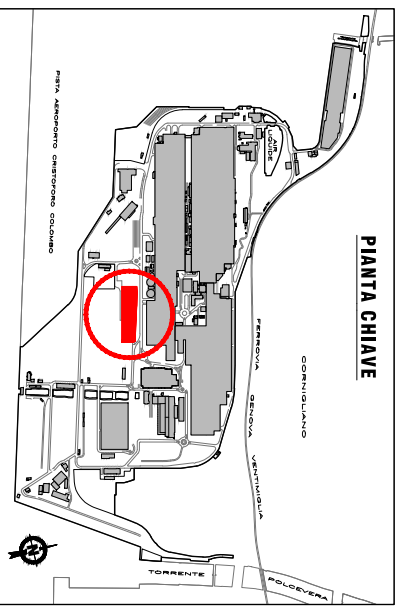 PIANTA CHIAVE
CORNIGLIANO
FERROVIA GENOVA VENTIMIGLIA
AIR
LIQUIDE
PISTA AEROPORTO CRISTOFORO COLOMBO
TORRENTE POLCEVERA
N